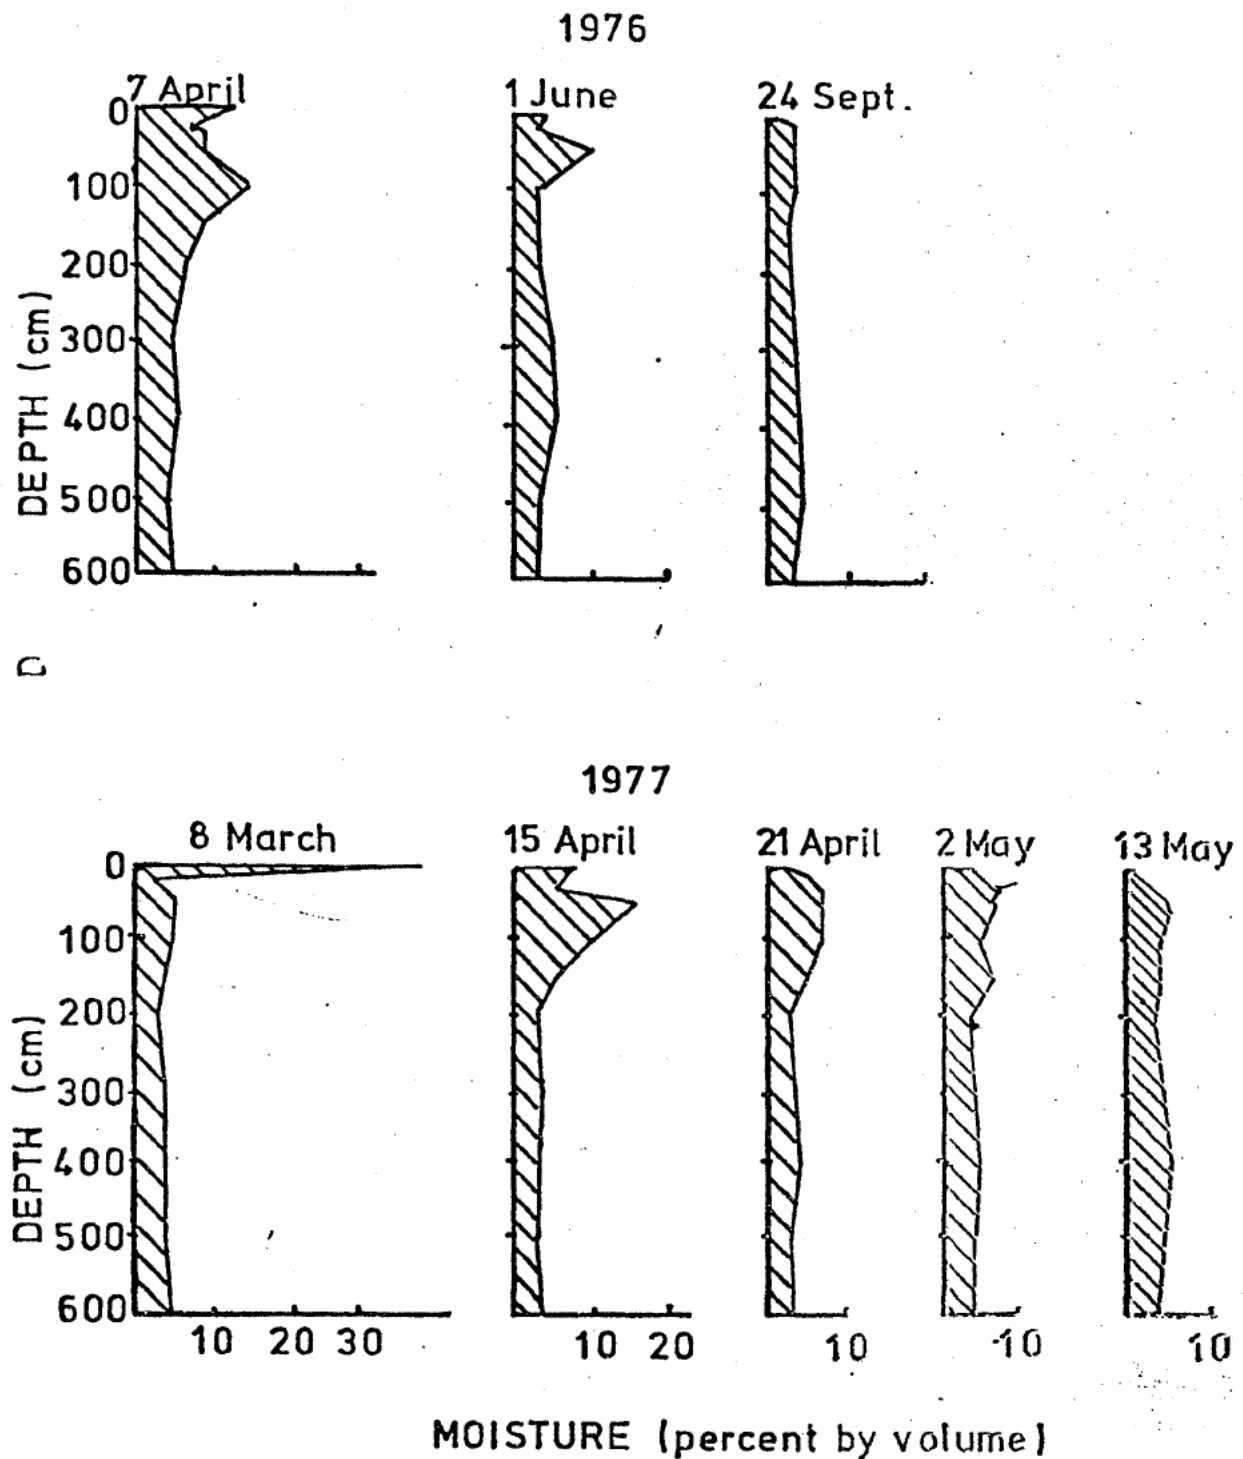 1976
7 April 1 June 24 Sept.
0
100
200
300
400
500
600
DEPTH (cm)
D
1977
8 March 15 April 21 April 2 May 13 May
0
100
200
300
400
500
600
DEPTH (cm)
10 20 30 10 20 10 10 10
MOISTURE (percent by volume)